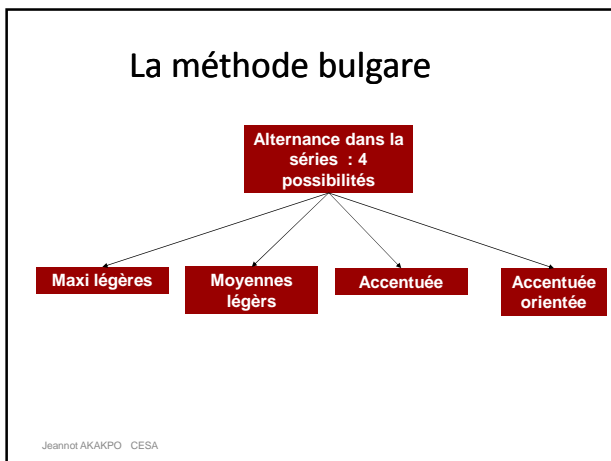 La méthode bulgare
Alternance dans la
séries : 4
possibilités
Maxi légères
Moyennes
légèrs
Accentuée
Accentuée
orientée
Jeannot AKAKPO CESA